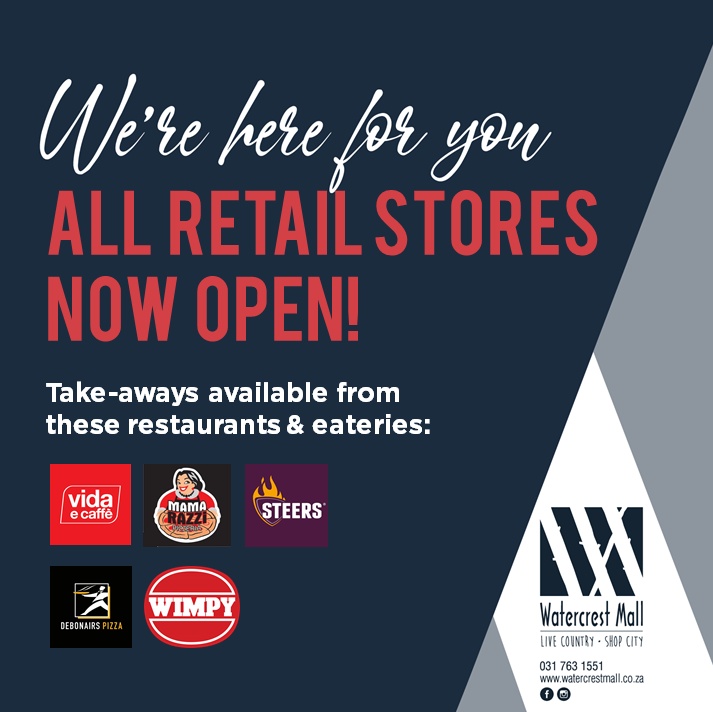 We're here for you
ALL RETAIL STORES
NOW OPEN!
Take-aways available from
these restaurants & eateries:
vida
e caffè
MAMA
RAZZI
STEERS
DEBONAIRS PIZZA
WIMPY
Watercrest Mall
LIVE COUNTRY - SHOP CITY
031 763 1551
www.watercrestmall.co.za